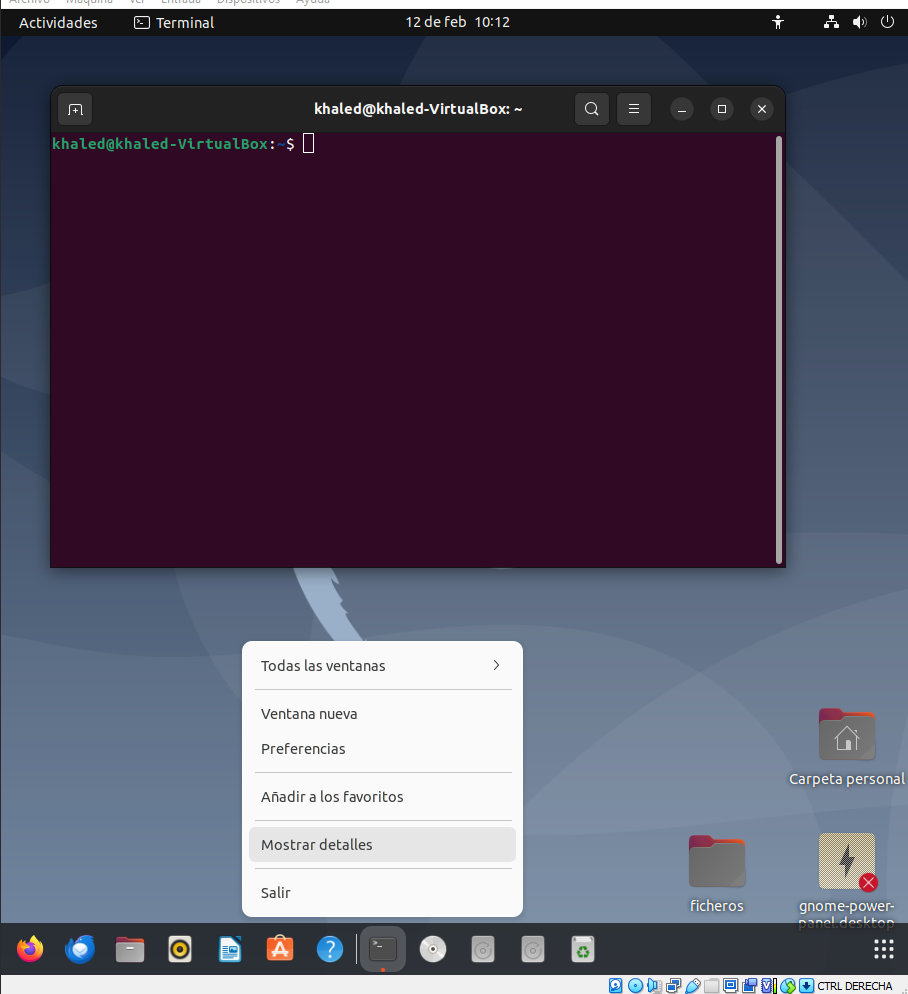 Archivo Máquina Ver Entrada Dispositivos Ayuda
Actividades Terminal 12 de feb 10:12
khaled@khaled-VirtualBox: ~
khaled@khaled-VirtualBox:~$
Todas las ventanas
Ventana nueva
Preferencias
Añadir a los favoritos
Mostrar detalles
Salir
Carpeta personal
ficheros
gnome-power-
panel.desktop
CTRL DERECHA